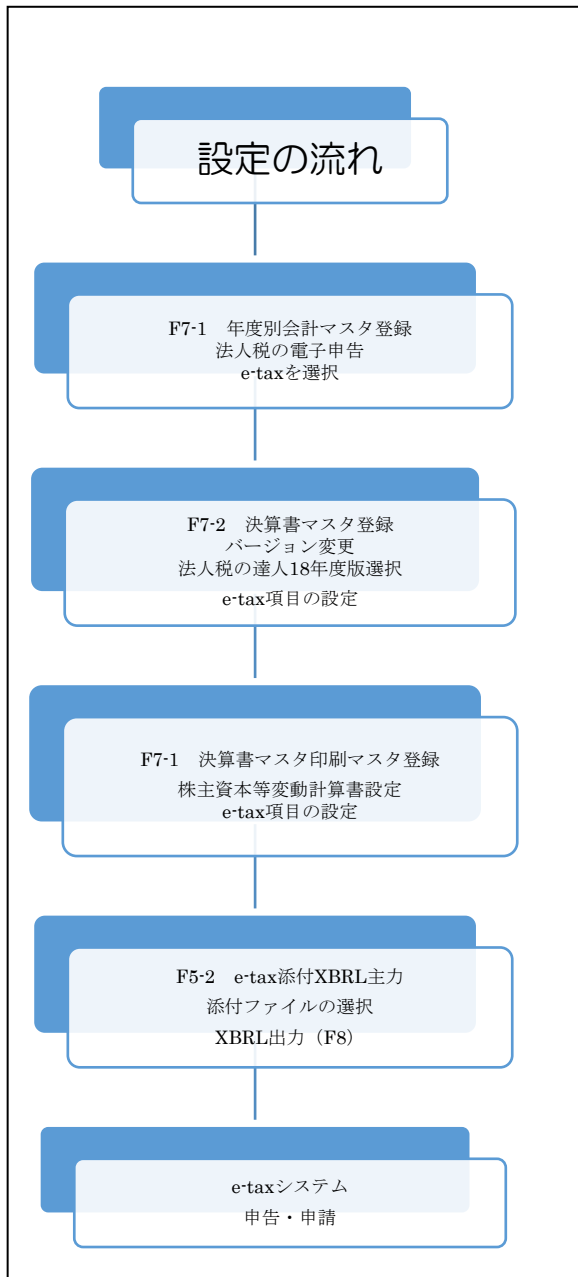 設定の流れ
F7-1　年度別会計マスタ登録
法人税の電子申告
e-taxを選択
F7-2　決算書マスタ登録
バージョン変更
法人税の達人18年度版選択
e-tax項目の設定
F7-1　決算書マスタ印刷マスタ登録
株主資本等変動計算書設定
e-tax項目の設定
F5-2　e-tax添付XBRL主力
添付ファイルの選択
XBRL出力（F8）
e-taxシステム
申告・申請